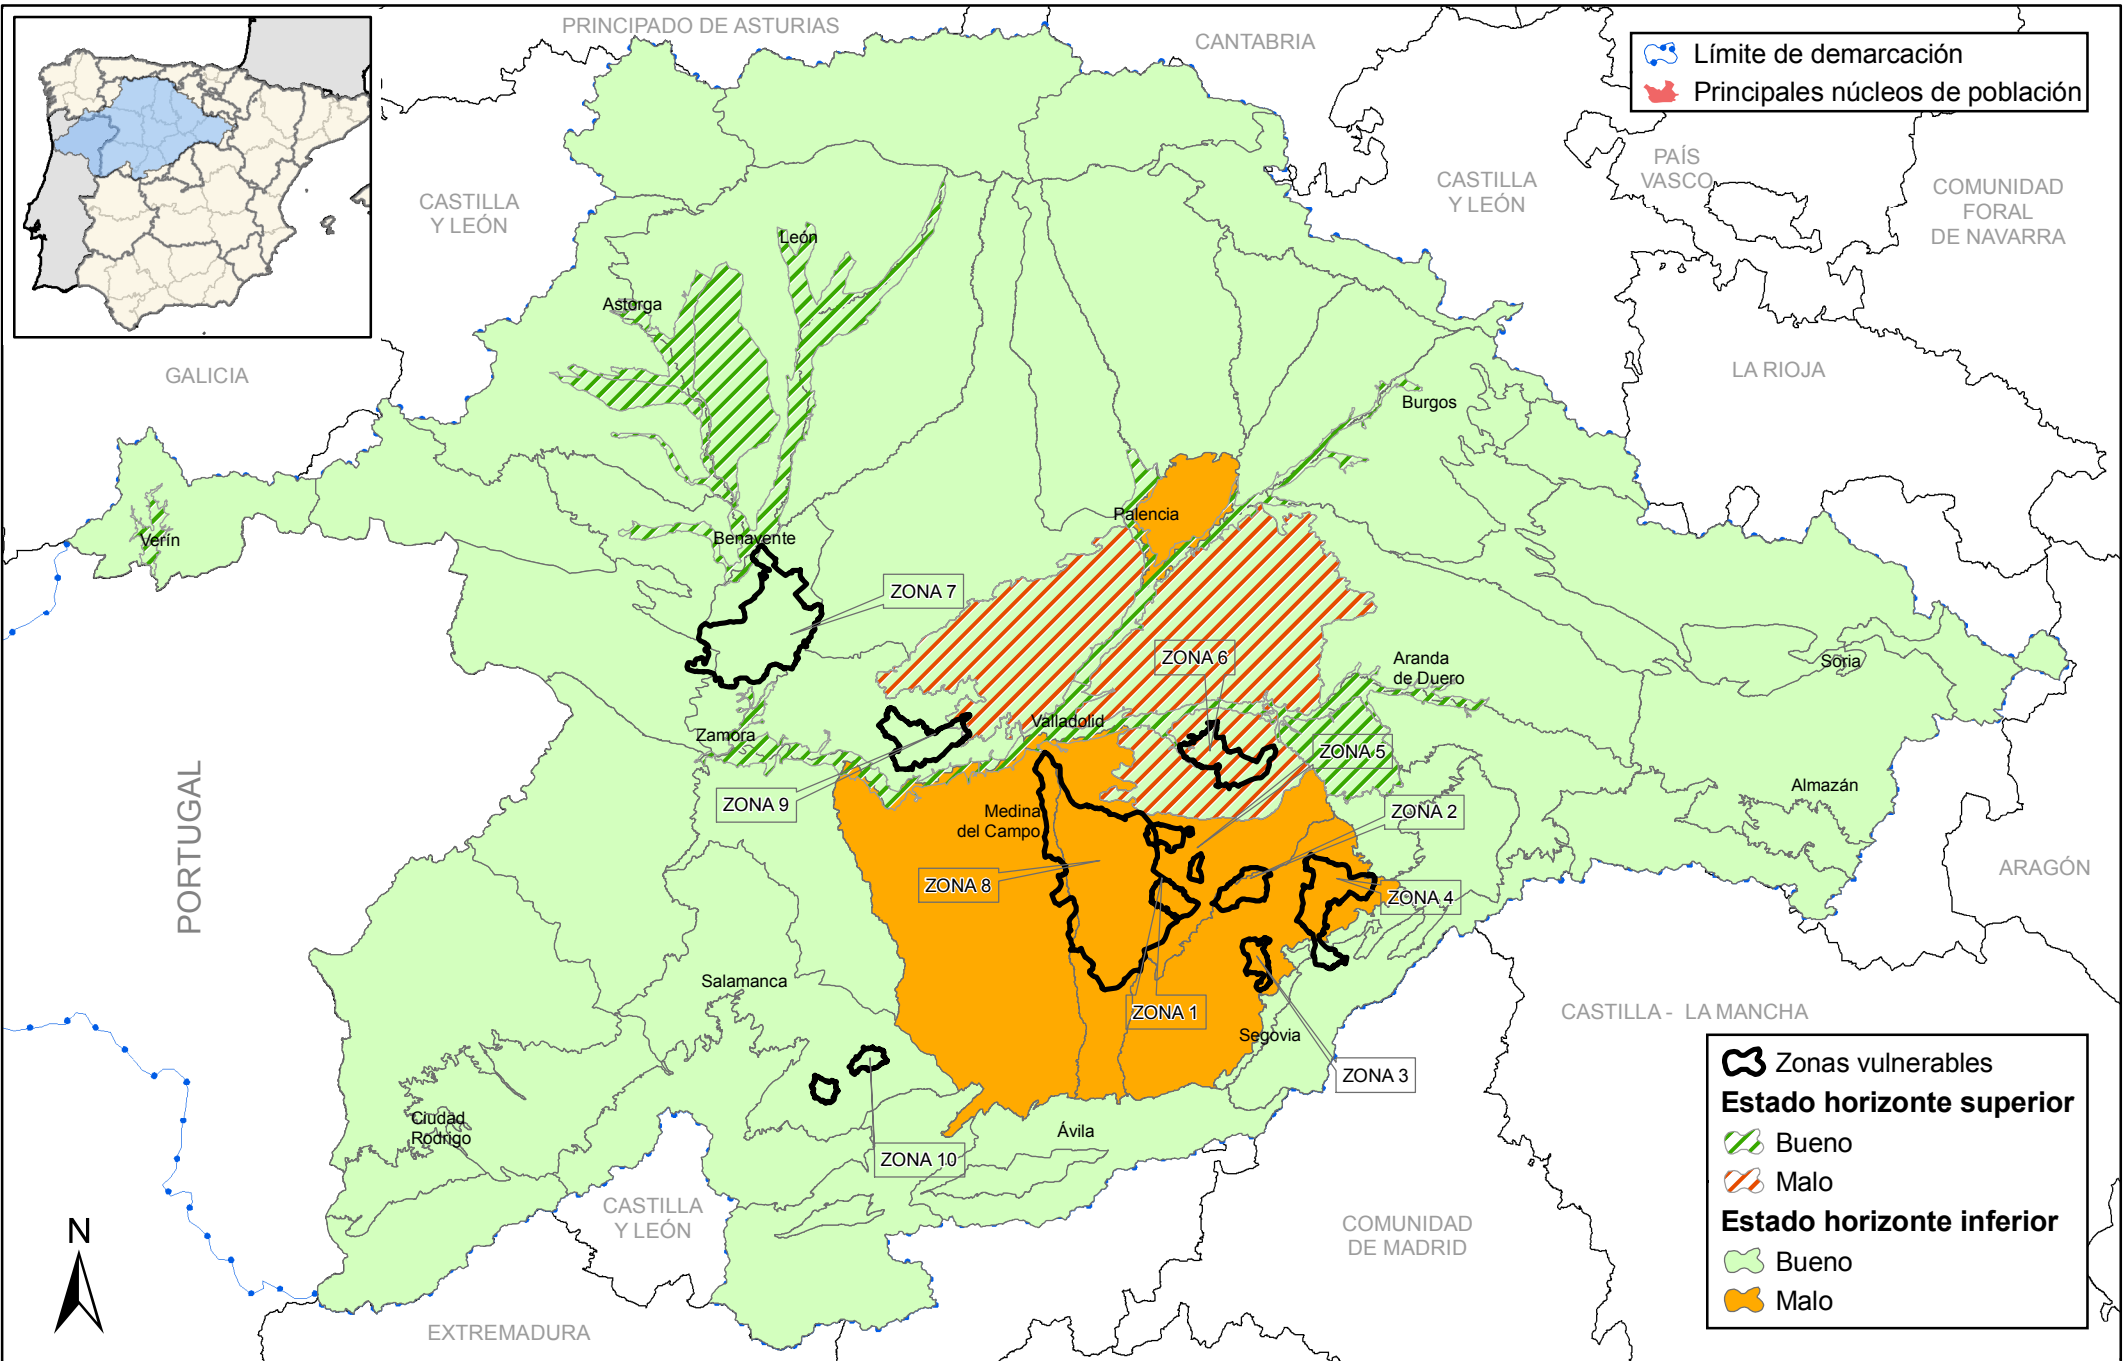 PRINCIPADO DE ASTURIAS
CANTABRIA
Límite de demarcación
Principales núcleos de población
CASTILLA
Y LEÓN
CASTILLA
Y LEÓN
PAÍS
VASCO
COMUNIDAD
FORAL
DE NAVARRA
León
Astorga
GALICIA
LA RIOJA
Burgos
Palencia
Verín
Benavente
ZONA 7
ZONA 6
Aranda
de Duero
Soria
Valladolid
Zamora
ZONA 5
ZONA 9
ZONA 2
Almazán
Medina
del Campo
PORTUGAL
ZONA 8
ZONA 4
ARAGÓN
Salamanca
ZONA 1
CASTILLA - LA MANCHA
Segovia
ZONA 3
Ciudad
Rodrigo
Ávila
ZONA 10
CASTILLA
Y LEÓN
COMUNIDAD
DE MADRID
N
EXTREMADURA
Zonas vulnerables
Estado horizonte superior
Bueno
Malo
Estado horizonte inferior
Bueno
Malo